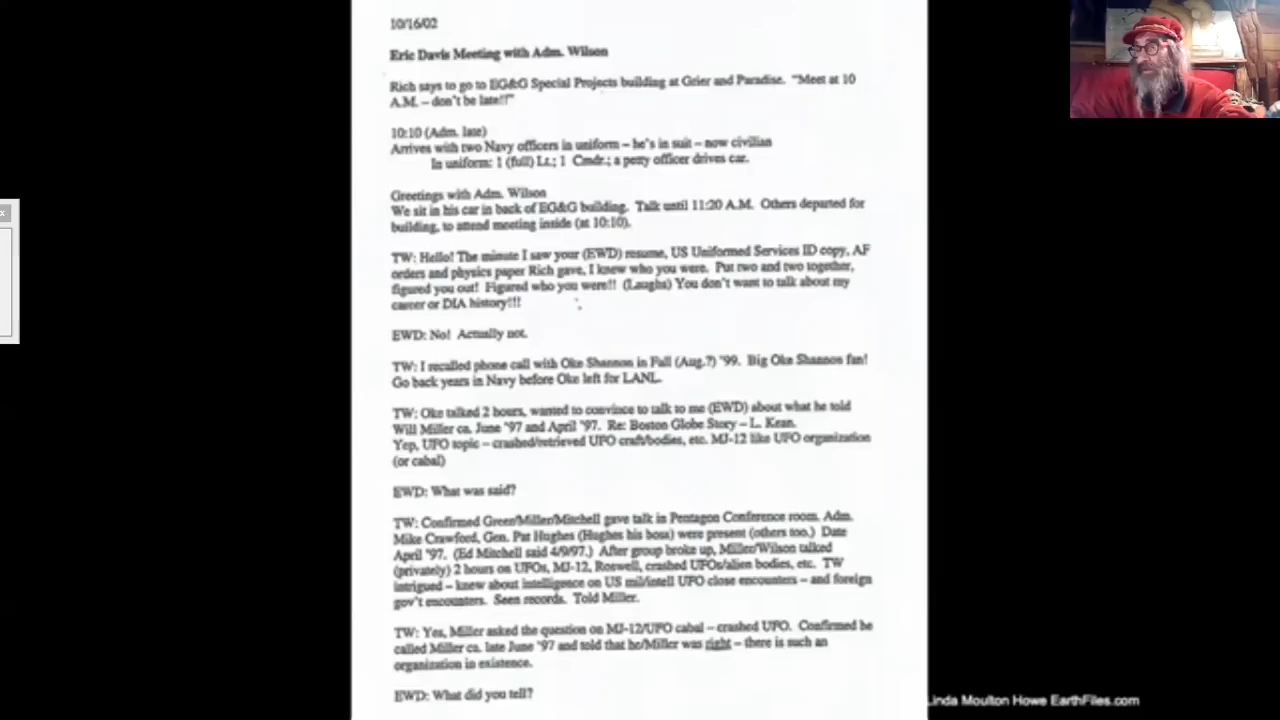 10/16/02
Eric Davis Meeting with Adm. Wilson
Rich says to go to EG&G Special Projects building at Grier and Paradise. "Meet at 10
A.M. – don't be late!!"
10:10 (Adm. late)
Arrives with two Navy officers in uniform – he's in suit – now civilian
In uniform: 1 (full) Lt.; 1 Cmdr.; a petty officer drives car.
Greetings with Adm. Wilson
We sit in his car in back of EG&G building. Talk until 11:20 A.M. Others departed for
building, to attend meeting inside (at 10:10).
TW: Hello! The minute I saw your (EWD) resume, US Uniformed Services ID copy, AF
orders and physics paper Rich gave, I knew who you were. Put two and two together,
figured you out! Figured who you were!! (Laughs) You don't want to talk about my
career or DIA history!!!
EWD: No! Actually not.
TW: I recalled phone call with Oke Shannon in Fall (Aug.?) '99. Big Oke Shannon fan!
Go back years in Navy before Oke left for LANL.
TW: Oke talked 2 hours, wanted to convince to talk to me (EWD) about what he told
Will Miller ca. June '97 and April '97. Re: Boston Globe Story – L. Kean.
Yep, UFO topic – crashed/retrieved UFO craft/bodies, etc. MJ-12 like UFO organization
(or cabal)
EWD: What was said?
TW: Confirmed Greer/Miller/Mitchell gave talk in Pentagon Conference room. Adm.
Mike Crawford, Gen. Pat Hughes (Hughes his boss) were present (others too.) Date
April '97. (Ed Mitchell said 4/9/97.) After group broke up, Miller/Wilson talked
(privately) 2 hours on UFOs, MJ-12, Roswell, crashed UFOs/alien bodies, etc. TW
intrigued – knew about intelligence on US mil/intell UFO close encounters – and foreign
gov't encounters. Seen records. Told Miller.
TW: Yes, Miller asked the question on MJ-12/UFO cabal – crashed UFO. Confirmed he
called Miller ca. late June '97 and told that he/Miller was right – there is such an
organization in existence.
EWD: What did you tell?
Linda Moulton Howe EarthFiles.com
x